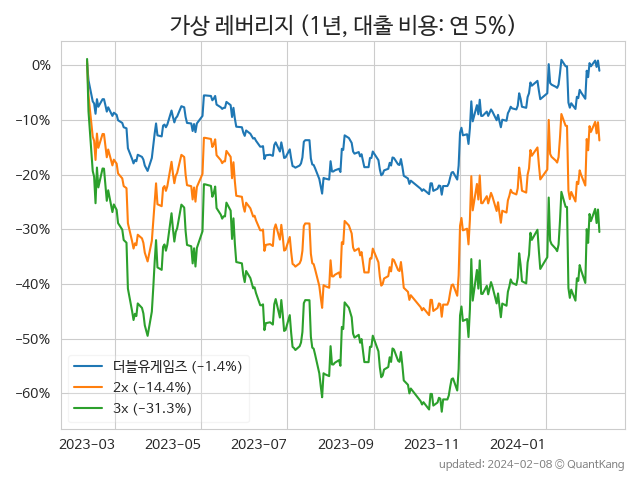 가상 레버리지 (1년, 대출 비용: 연 5%)
0%
−10%
−20%
−30%
−40%
−50%
−60%
더블유게임즈 (−1.4%)
2x (−14.4%)
3x (−31.3%)
2023-03 2023-05 2023-07 2023-09 2023-11 2024-01
updated: 2024-02-08 © QuantKang